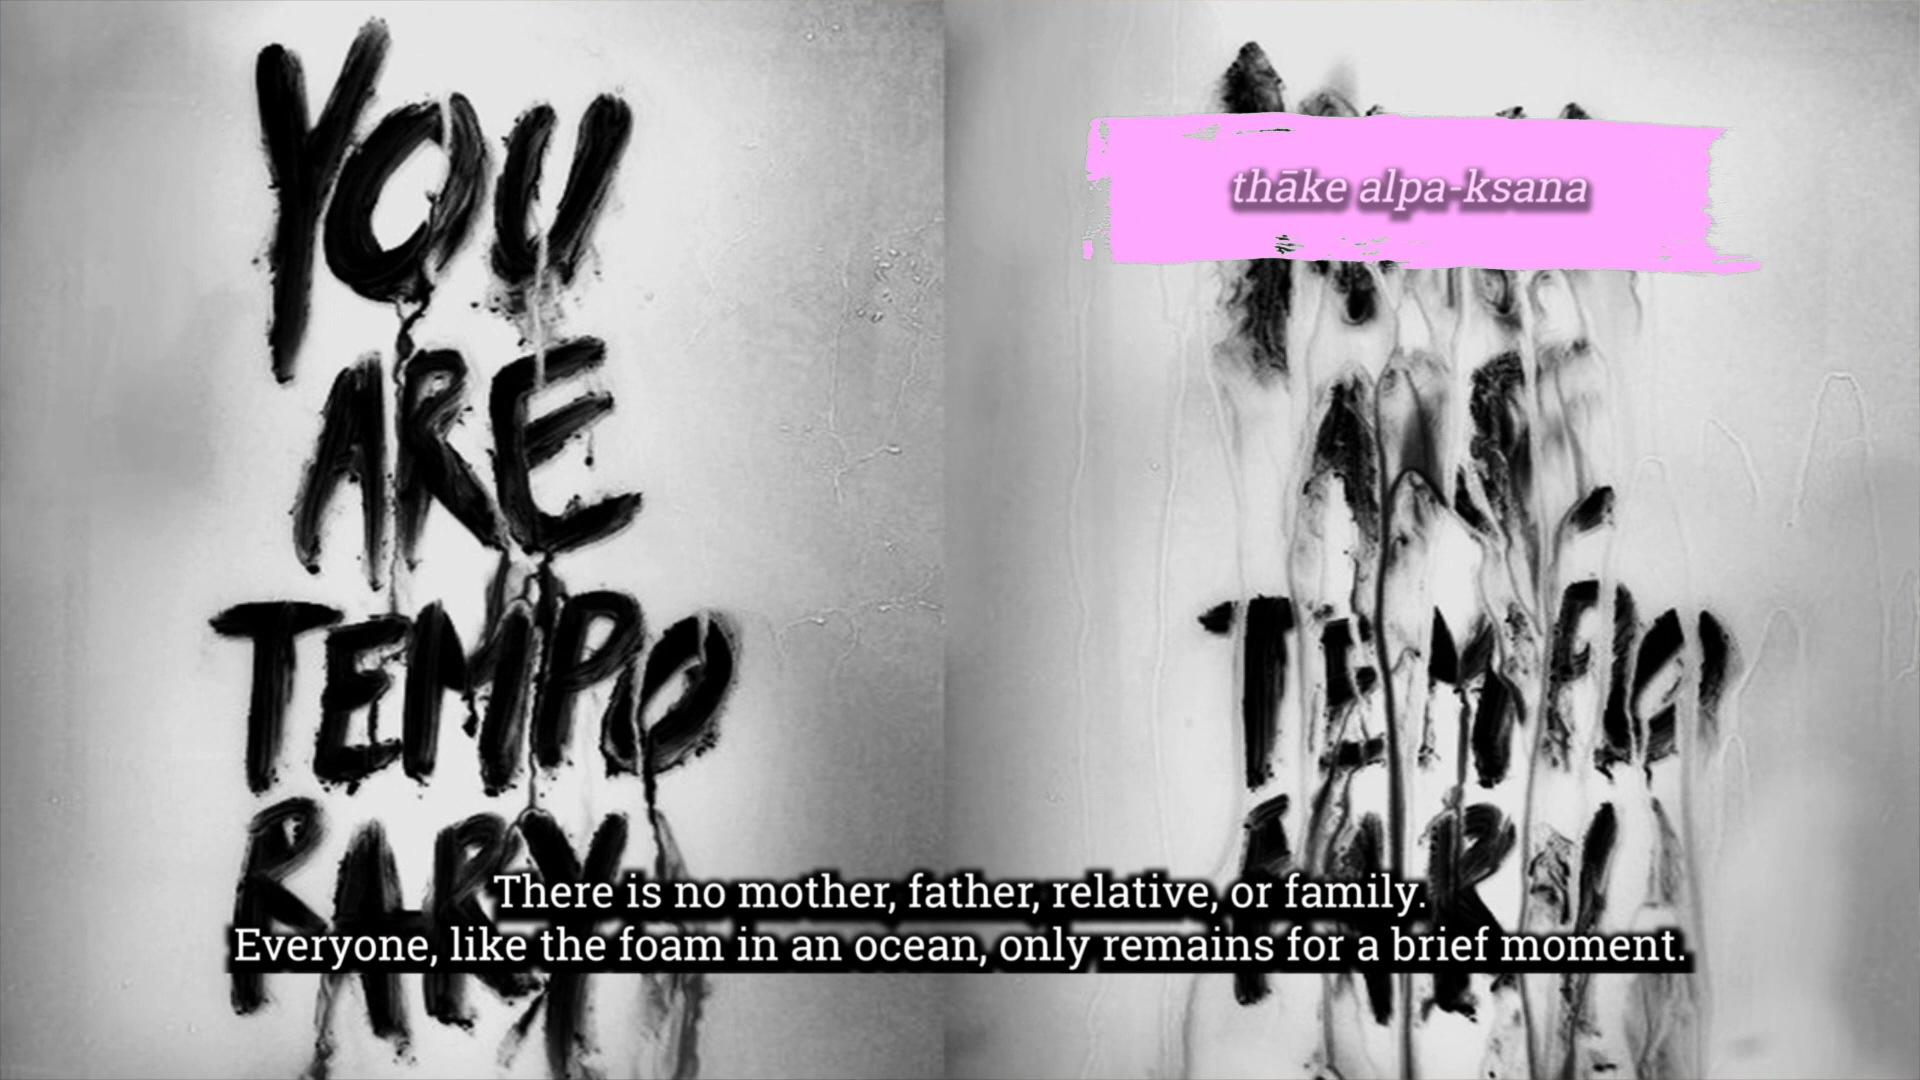 YOU
ARE
TEMPO
RARY
thāke alpa-ksana
TEMPO
There is no mother, father, relative, or family.
Everyone, like the foam in an ocean, only remains for a brief moment.